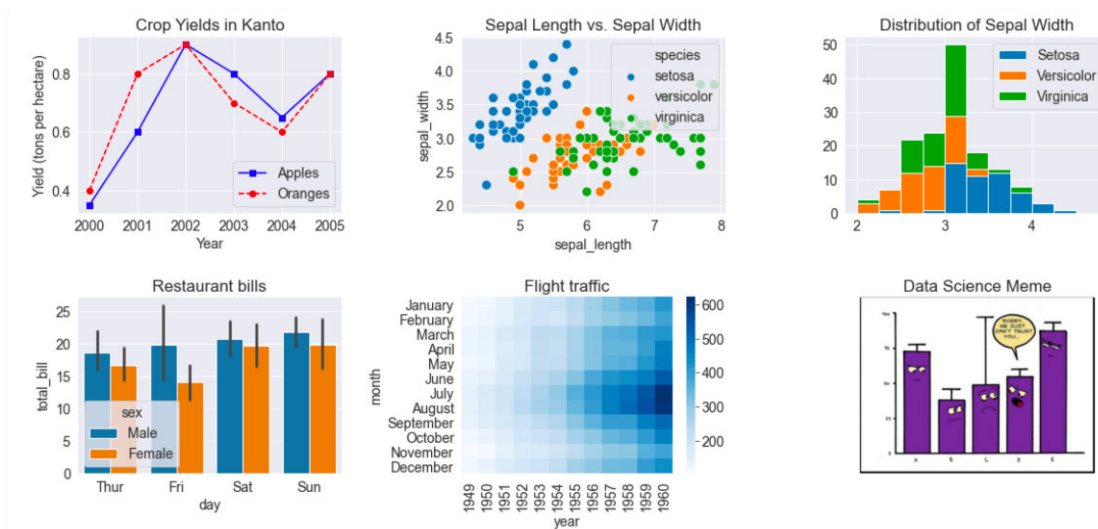 Crop Yields in Kanto
Yield (tons per hectare)
0.8
0.6
0.4
Apples
Oranges
2000 2001 2002 2003 2004 2005
Year
Sepal Length vs. Sepal Width
sepal_width
4.5
4.0
3.5
3.0
2.5
2.0
species
setosa
versicolor
virginica
5 6 7 8
sepal_length
Distribution of Sepal Width
50
40
30
20
10
0
Setosa
Versicolor
Virginica
2 3 4
Restaurant bills
total_bill
25
20
15
10
5
0
sex
Male
Female
Thur Fri Sat Sun
day
Flight traffic
month
January
February
March
April
May
June
July
August
September
October
November
December
1949 1950 1951 1952 1953 1954 1955 1956 1957 1958 1959 1960
year
600
500
400
300
200
Data Science Meme
SORRY,
WE JUST
CAN'T TRUST
YOU...
A B C D E